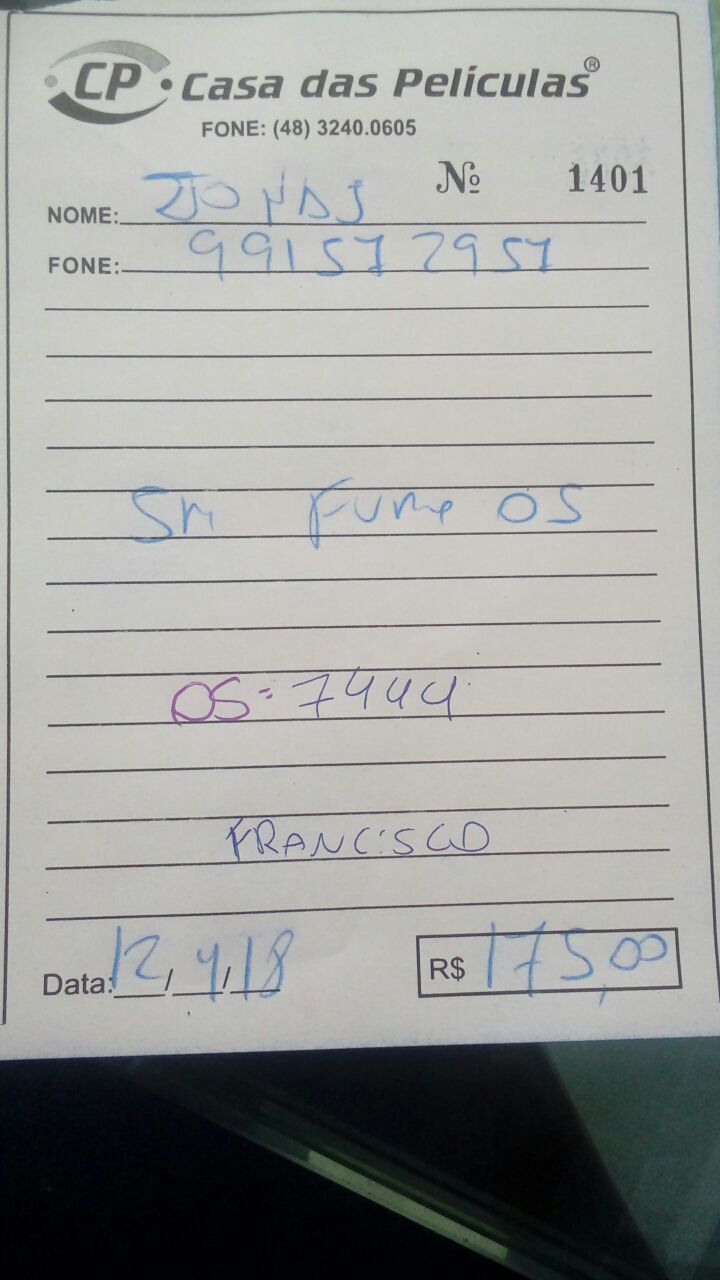 CP • Casa das Películas®
FONE: (48) 3240.0605
Nº 1401
NOME: JONAS
FONE: 991572957
5m Fume 05
OS= 7444
FRANCISCO
Data: 12/4/18 R$ 175,00